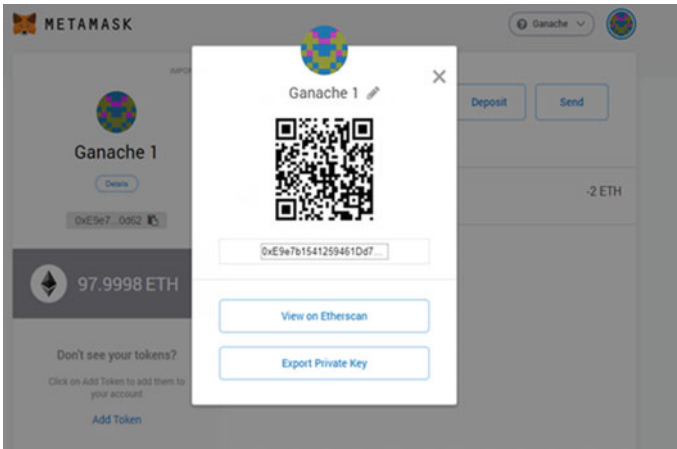 METAMASK
Ganache
IMPOR
Ganache 1
Details
0xE9e7...0d62
97.9998 ETH
Don't see your tokens?
Click on Add Token to add them to
your account
Add Token
Ganache 1
0xE9e7b1541259461Dd7...
View on Etherscan
Export Private Key
Deposit
Send
-2 ETH